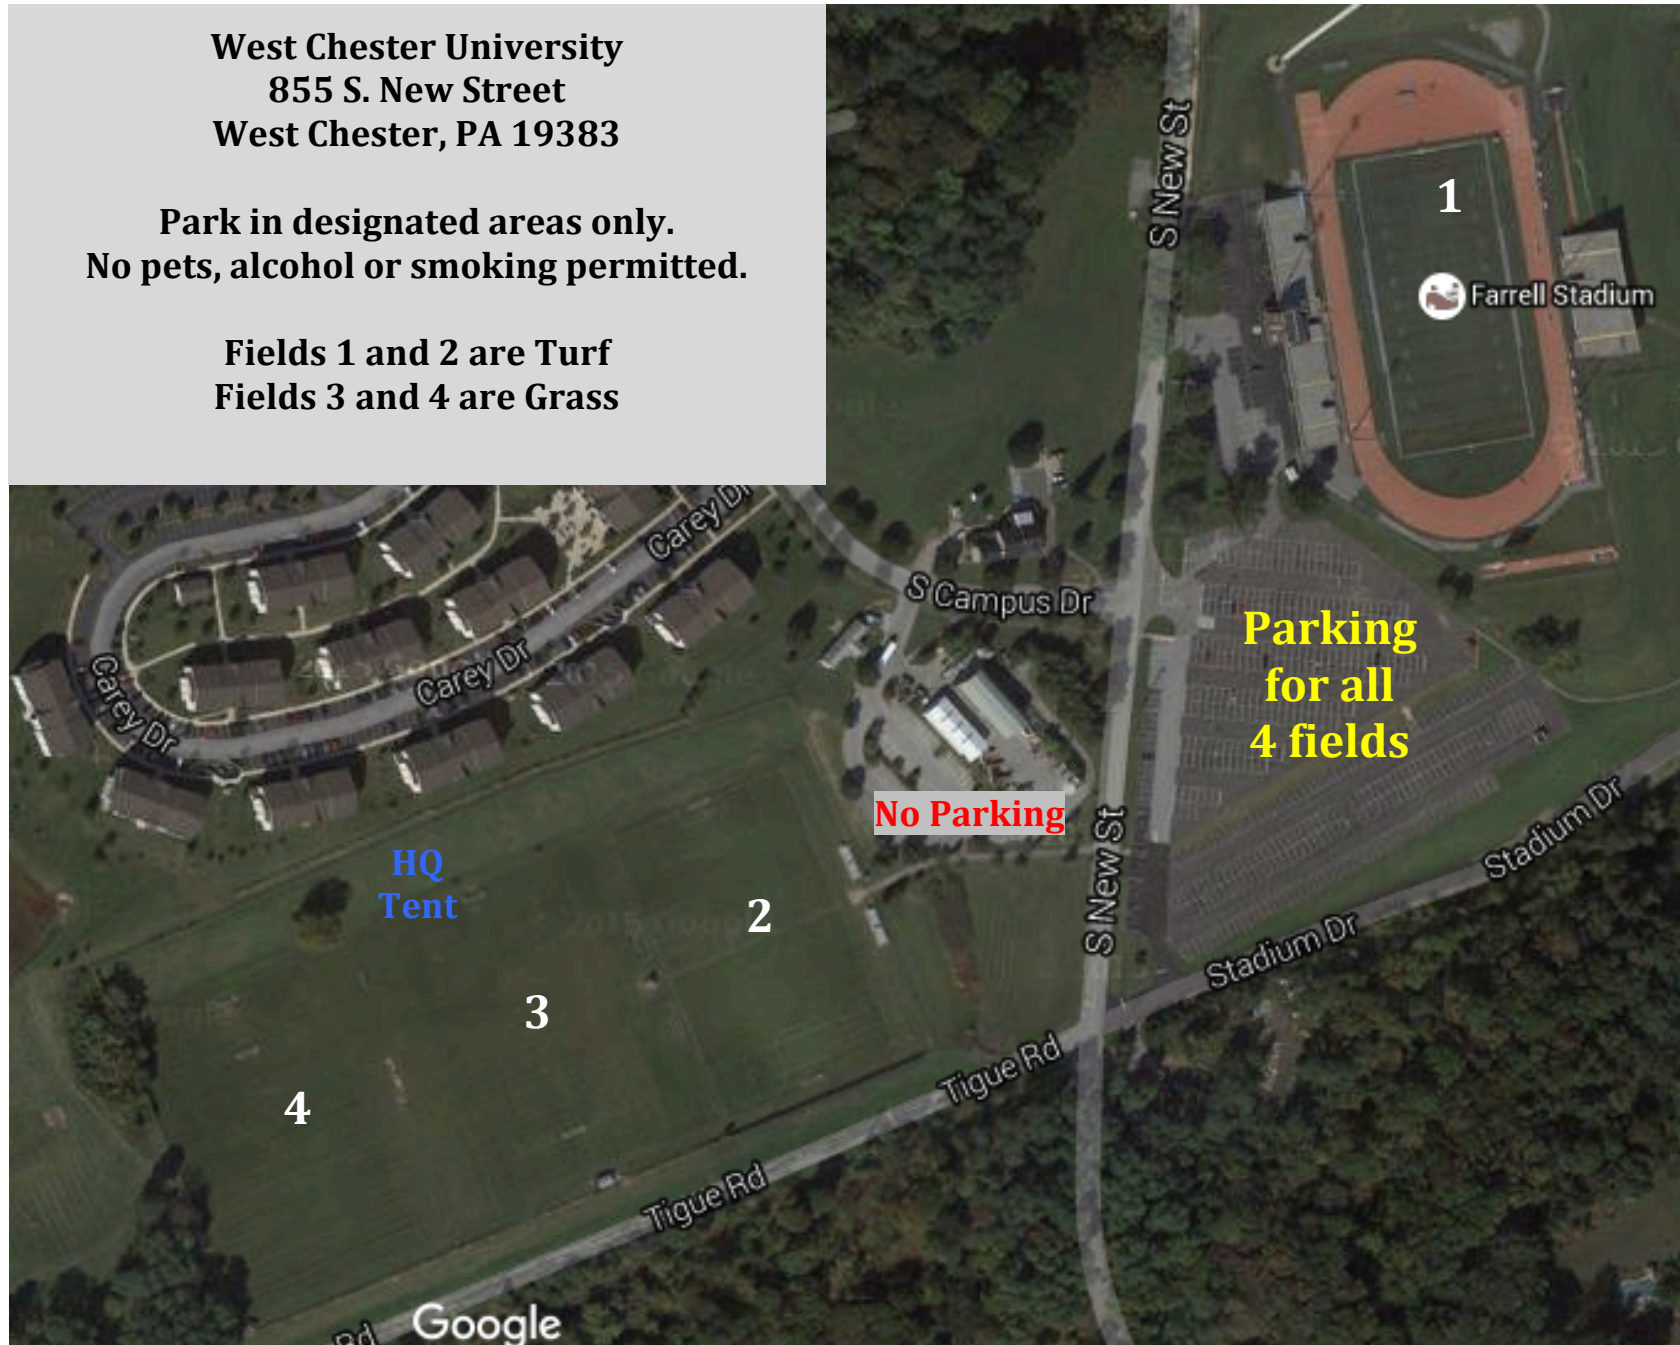 West Chester University
855 S. New Street
West Chester, PA 19383
Park in designated areas only.
No pets, alcohol or smoking permitted.
Fields 1 and 2 are Turf
Fields 3 and 4 are Grass
S New St
1
Farrell Stadium
Carey Dr
S Campus Dr
Carey Dr
Carey Dr
Parking
for all
4 fields
No Parking
S New St
Stadium Dr
HQ
Tent
2
Stadium Dr
3
Tigue Rd
4
Tigue Rd
Rd
Google